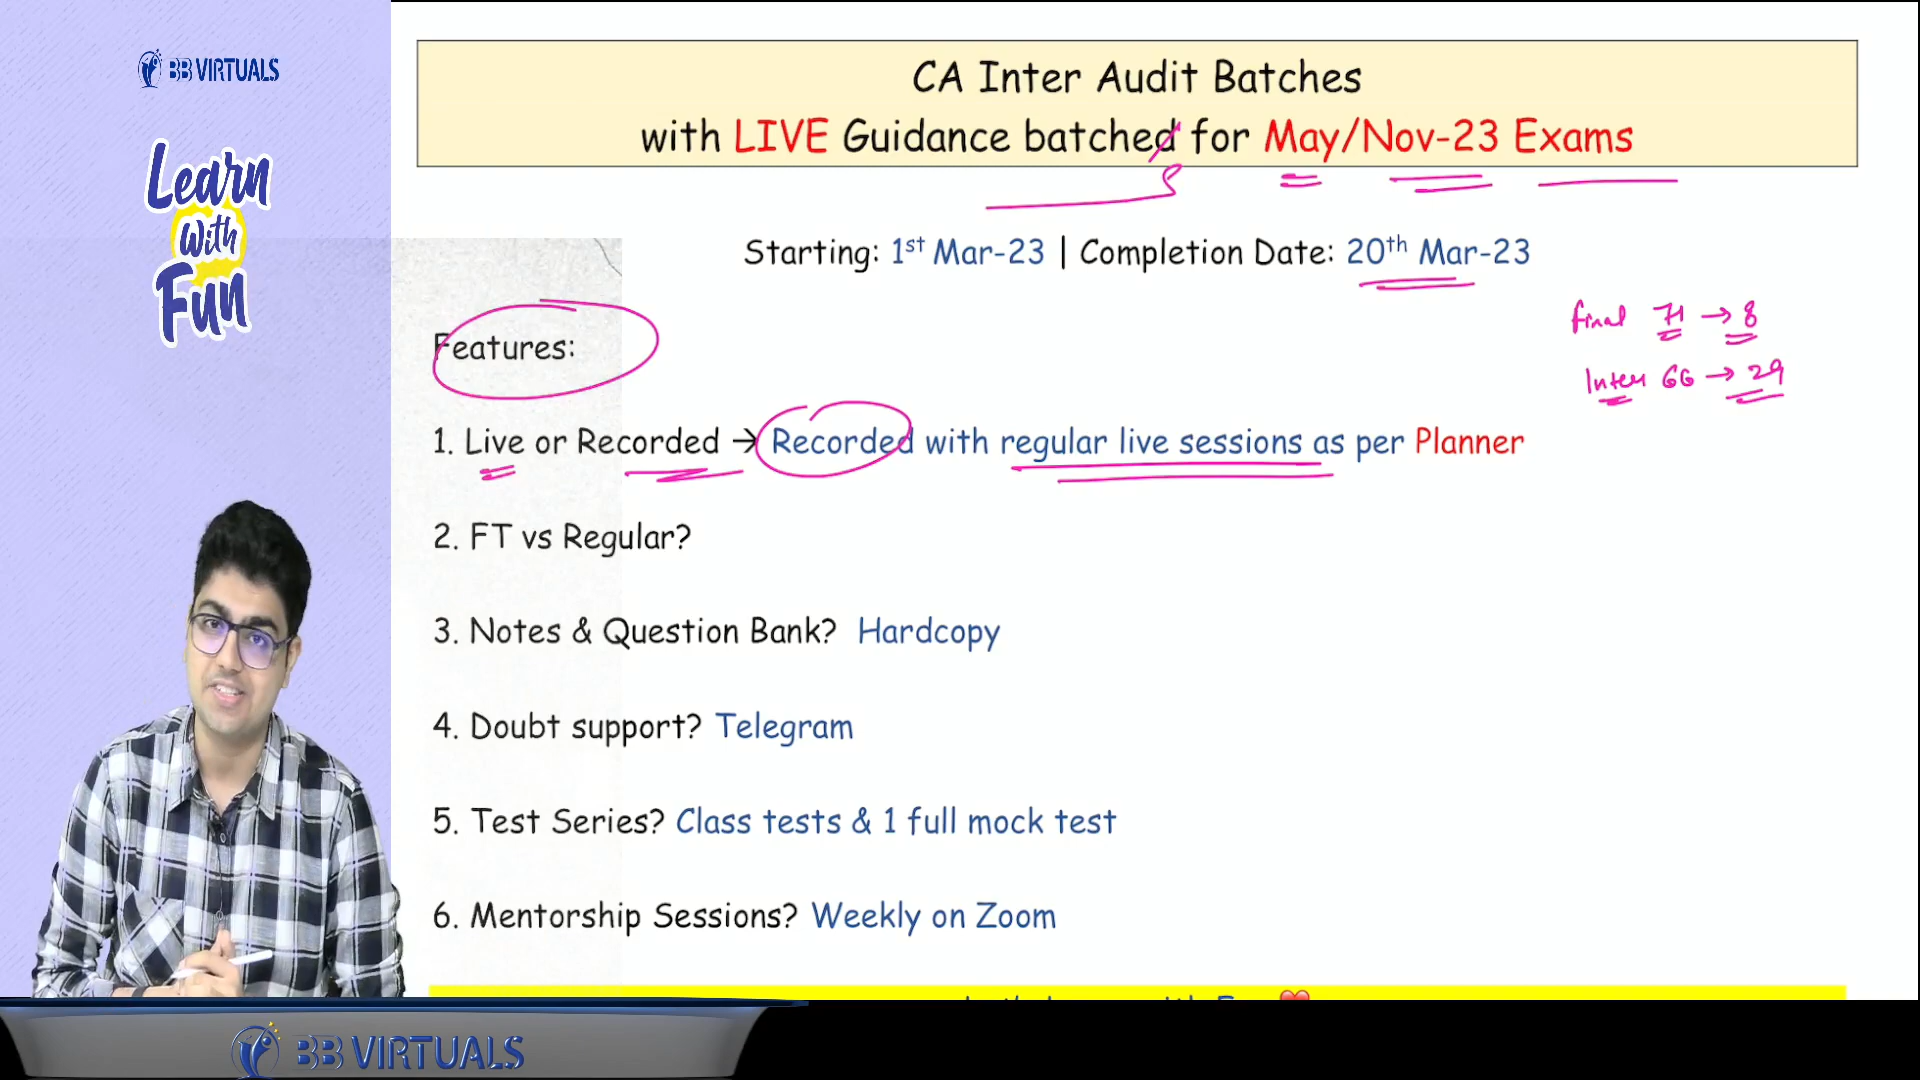 BB VIRTUALS
Learn
with
Fun
CA Inter Audit Batches
with LIVE Guidance batched for May/Nov-23 Exams
s
Starting: 1st Mar-23 | Completion Date: 20th Mar-23
final 71 → 8
Inter 66 → 29
Features:
1. Live or Recorded → Recorded with regular live sessions as per Planner
2. FT vs Regular?
3. Notes & Question Bank? Hardcopy
4. Doubt support? Telegram
5. Test Series? Class tests & 1 full mock test
6. Mentorship Sessions? Weekly on Zoom
BB VIRTUALS